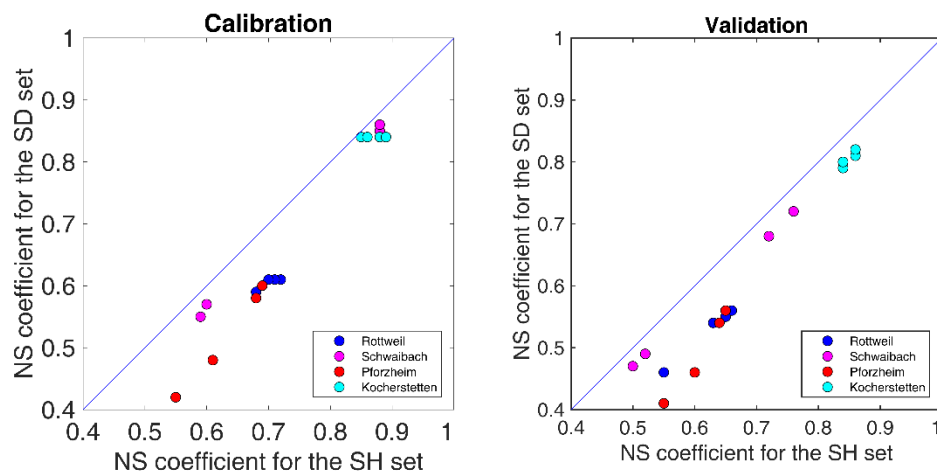 Calibration
1
0.9
0.8
0.7
0.6
0.5
0.4
NS coefficient for the SD set
0.4 0.5 0.6 0.7 0.8 0.9 1
NS coefficient for the SH set
Rottweil
Schwaibach
Pforzheim
Kocherstetten
Validation
1
0.9
0.8
0.7
0.6
0.5
0.4
NS coefficient for the SD set
0.4 0.5 0.6 0.7 0.8 0.9 1
NS coefficient for the SH set
Rottweil
Schwaibach
Pforzheim
Kocherstetten